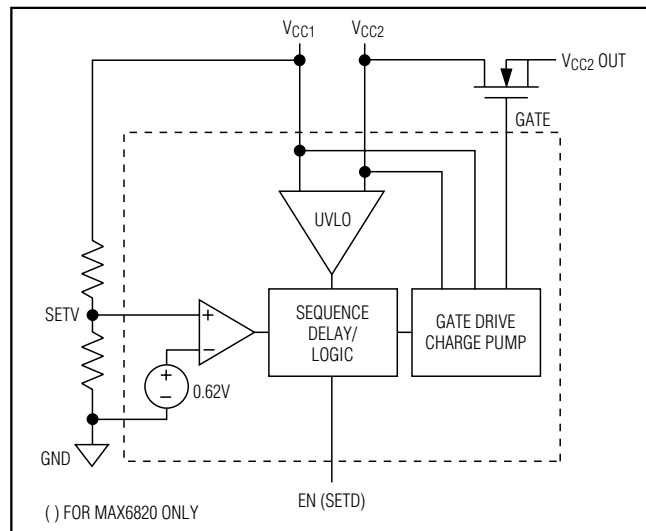 VCC1
VCC2
VCC2 OUT
GATE
UVLO
SETV
+
−
SEQUENCE
DELAY/
LOGIC
GATE DRIVE
CHARGE PUMP
+
−
0.62V
GND
EN (SETD)
( ) FOR MAX6820 ONLY